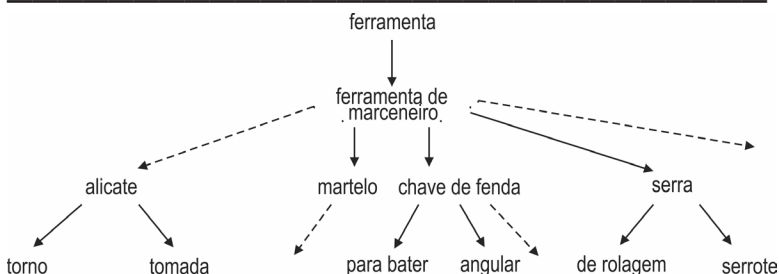 ferramenta
ferramenta de
marceneiro
alicate
martelo
chave de fenda
serra
torno
tomada
para bater
angular
de rolagem
serrote